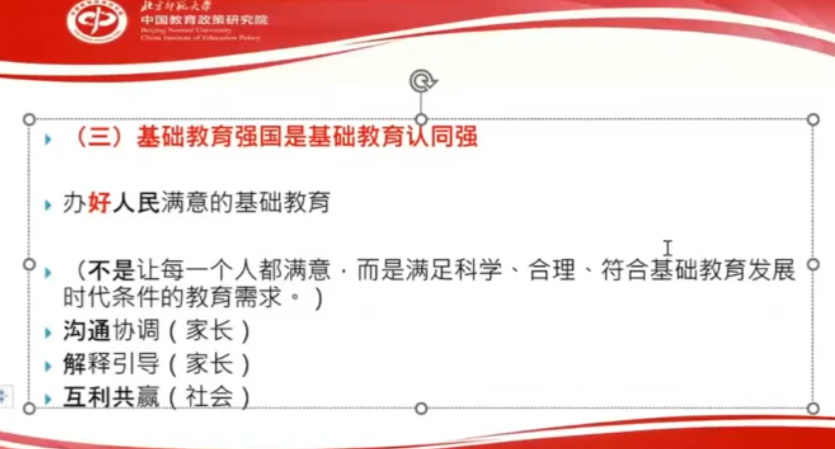 北京师范大学
中国教育政策研究院
Beijing Normal University
China Institute of Education Policy
（三）基础教育强国是基础教育认同强
办好人民满意的基础教育
（不是让每一个人都满意，而是满足科学、合理、符合基础教育发展
时代条件的教育需求。）
沟通协调（家长）
解释引导（家长）
互利共赢（社会）